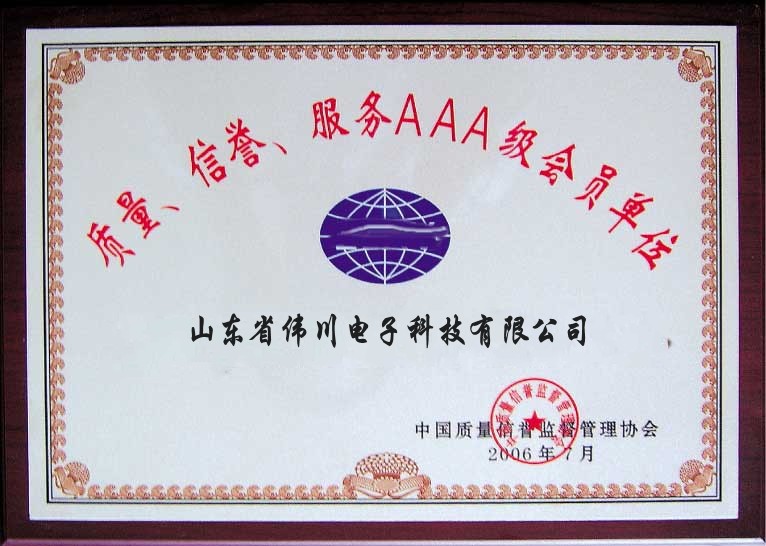 质量、信誉、服务AAA级会员单位
山东省伟川电子科技有限公司
中国质量信誉监督管理协会
2006年7月